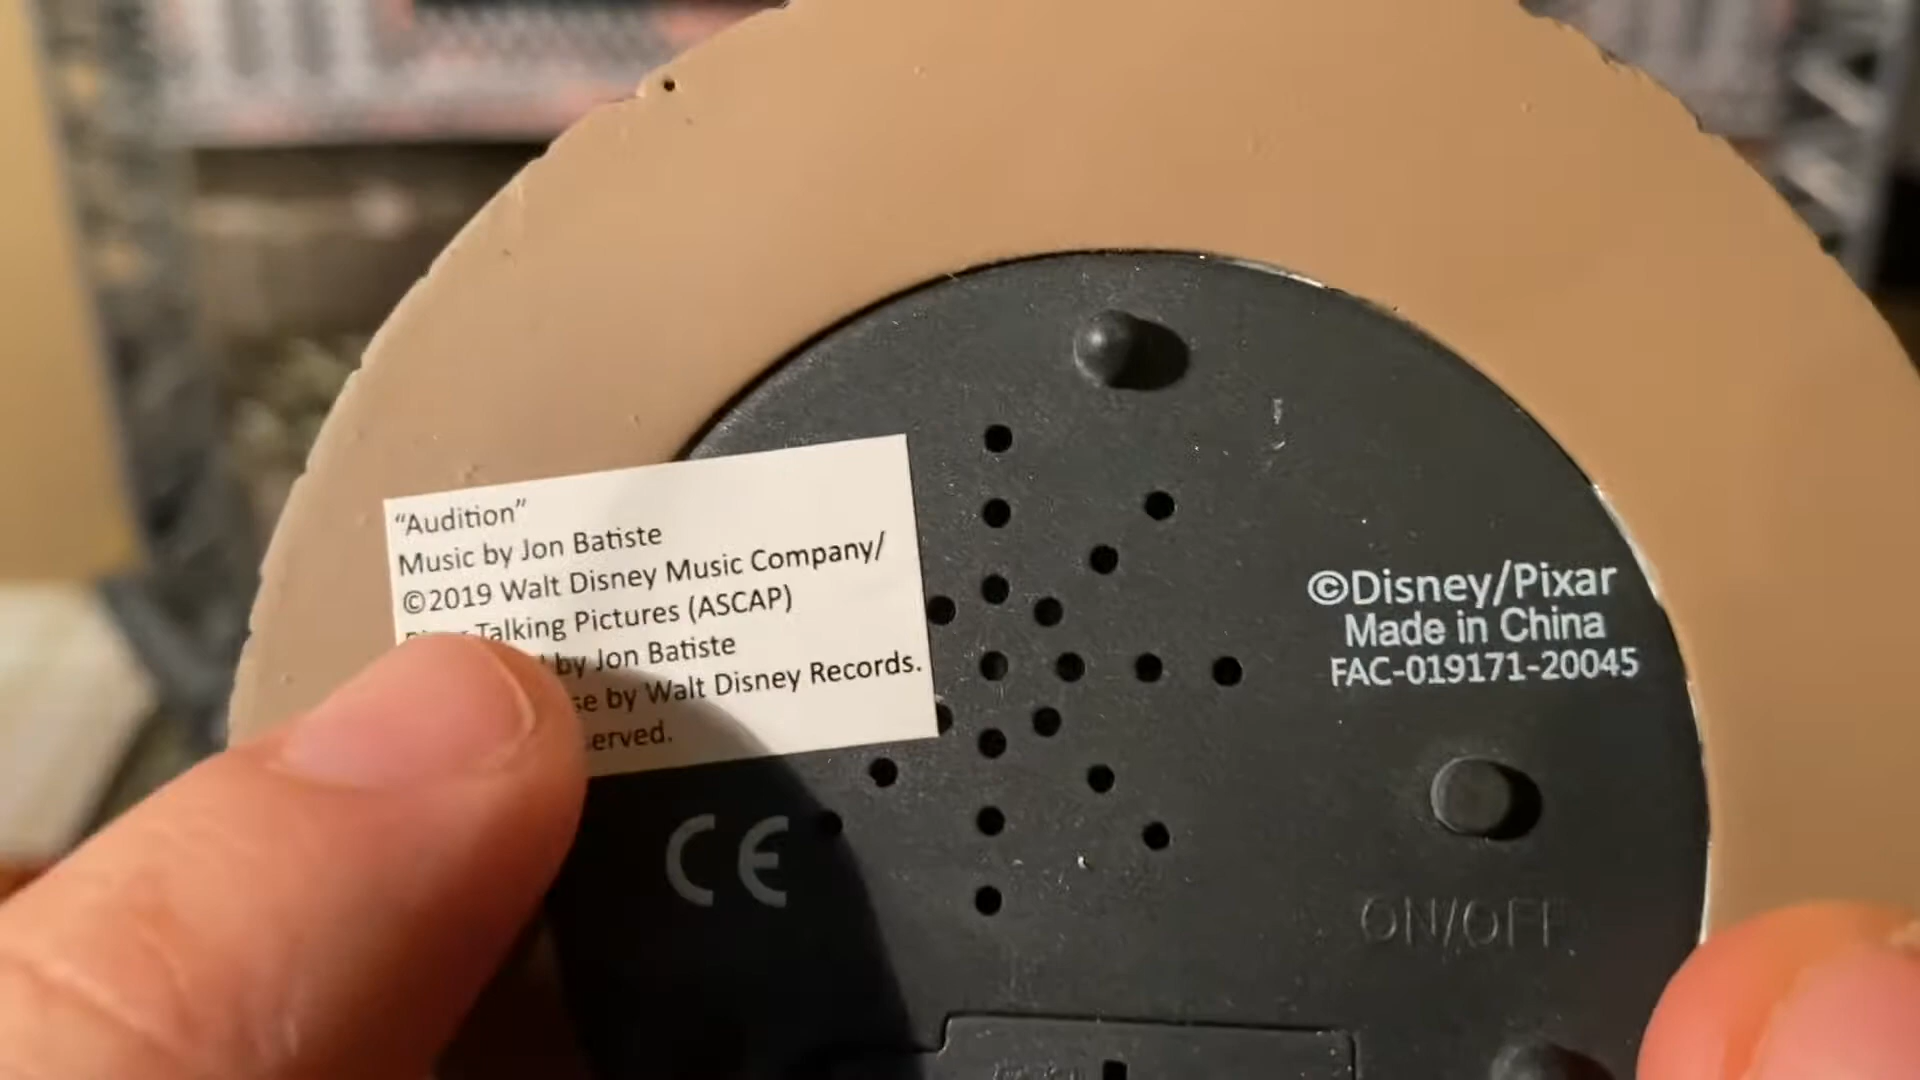 “Audition”
Music by Jon Batiste
©2019 Walt Disney Music Company/
Talking Pictures (ASCAP)
by Jon Batiste
by Walt Disney Records.
©Disney/Pixar
Made in China
FAC-019171-20045
CE
ON/OFF